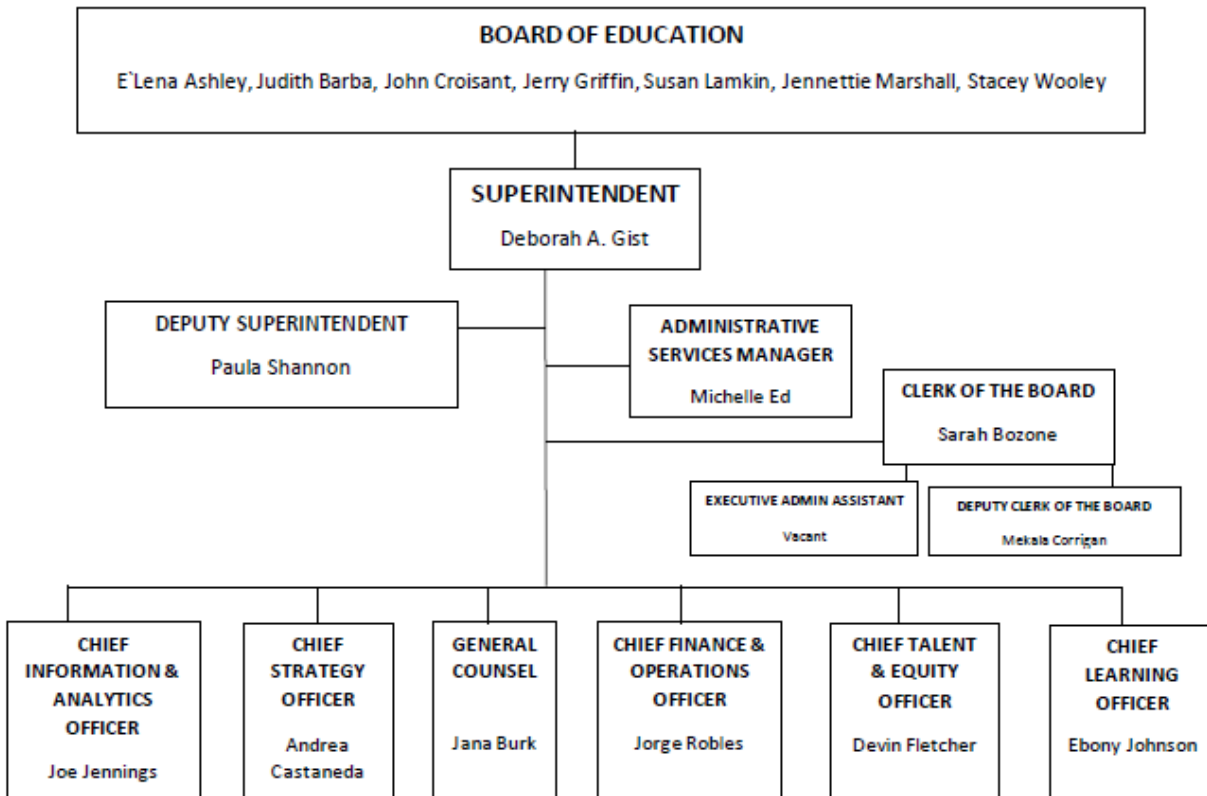 BOARD OF EDUCATION
E`Lena Ashley, Judith Barba, John Croisant, Jerry Griffin, Susan Lamkin, Jennettie Marshall, Stacey Wooley
SUPERINTENDENT
Deborah A. Gist
DEPUTY SUPERINTENDENT
Paula Shannon
ADMINISTRATIVE
SERVICES MANAGER
Michelle Ed
CLERK OF THE BOARD
Sarah Bozone
EXECUTIVE ADMIN ASSISTANT
Vacant
DEPUTY CLERK OF THE BOARD
Mekala Corrigan
CHIEF
INFORMATION &
ANALYTICS
OFFICER
Joe Jennings
CHIEF
STRATEGY
OFFICER
Andrea
Castaneda
GENERAL
COUNSEL
Jana Burk
CHIEF FINANCE &
OPERATIONS
OFFICER
Jorge Robles
CHIEF TALENT
& EQUITY
OFFICER
Devin Fletcher
CHIEF
LEARNING
OFFICER
Ebony Johnson